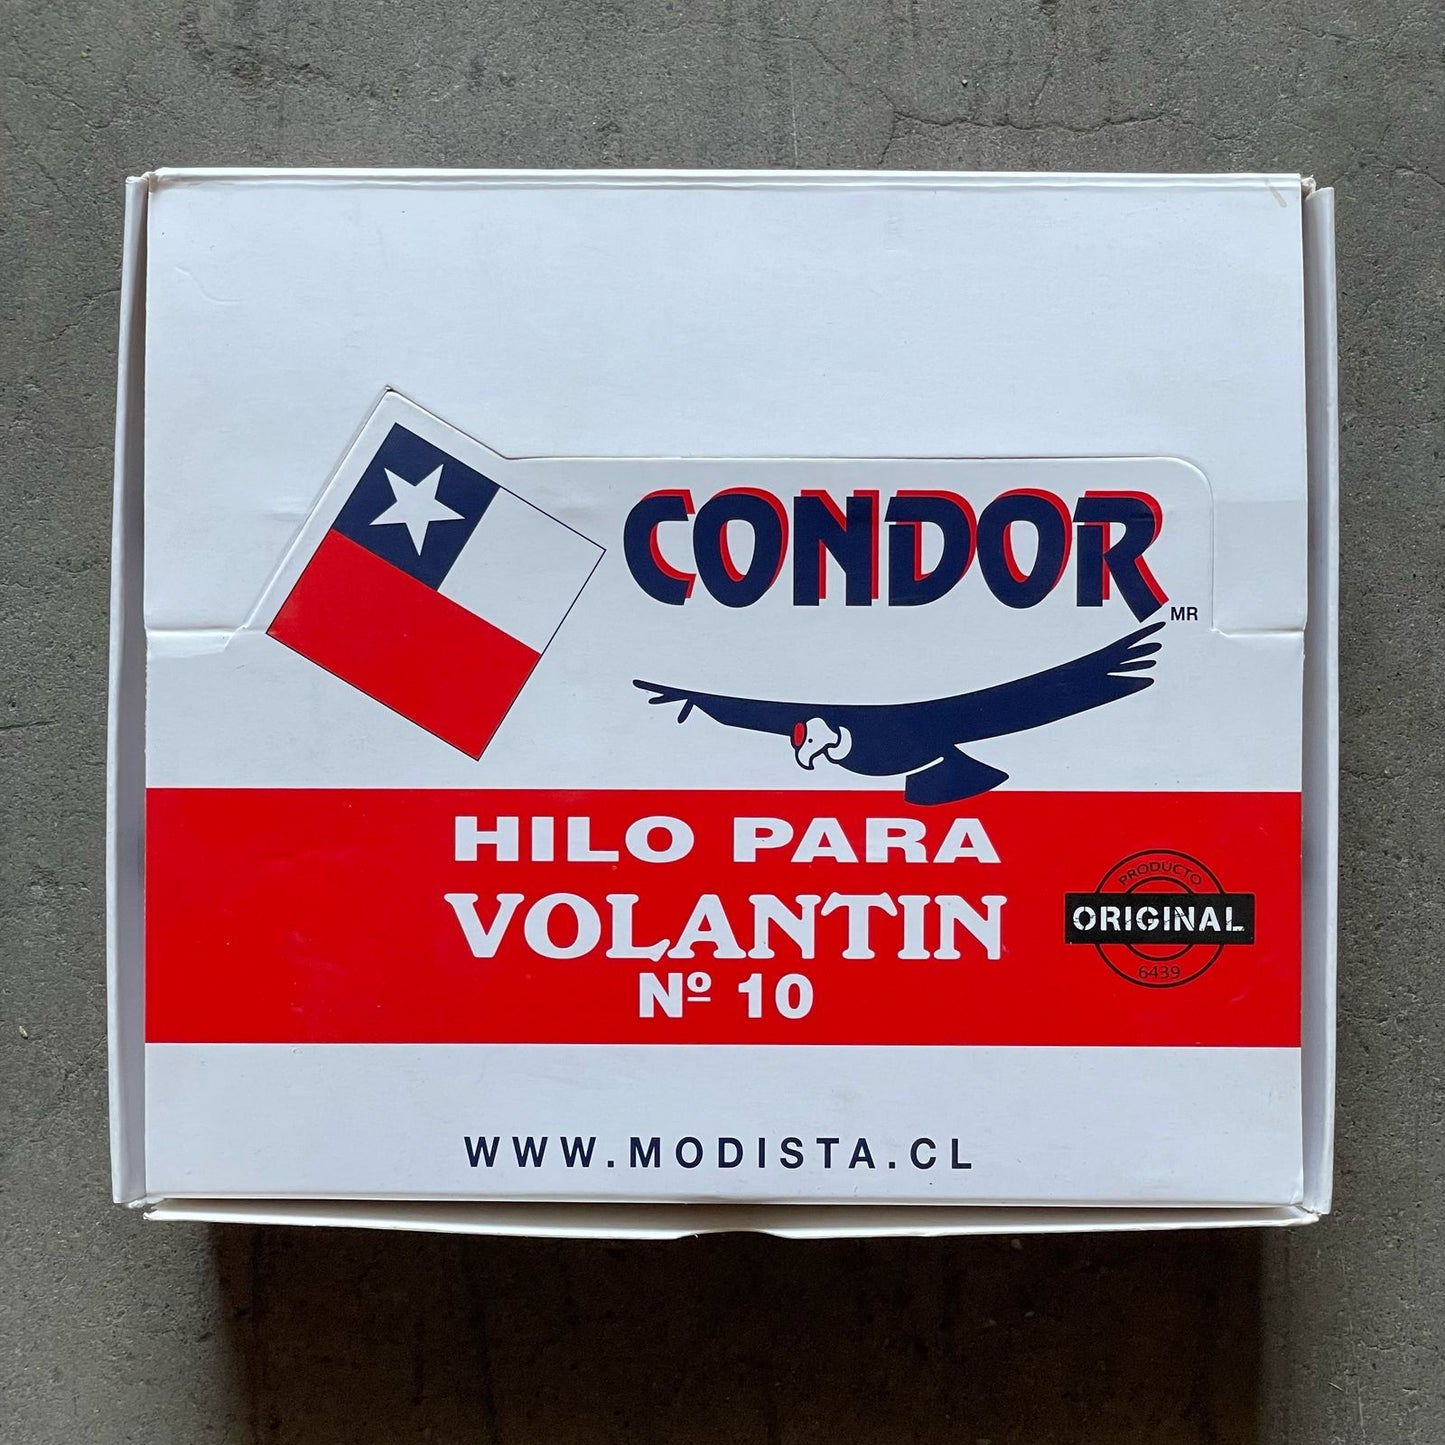 CONDOR
MR
HILO PARA
VOLANTIN
Nº 10
PRODUCTO
ORIGINAL
6439
WWW.MODISTA.CL